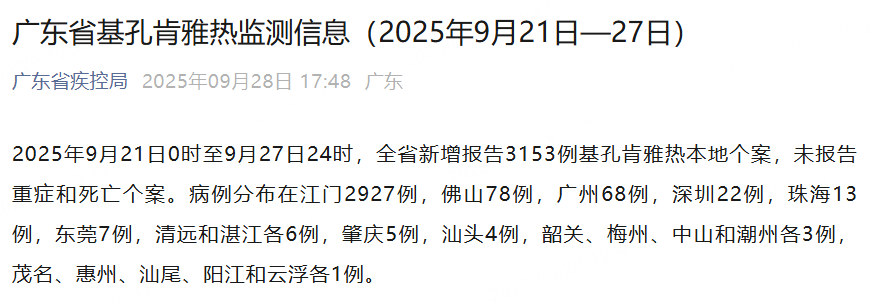 广东省基孔肯雅热监测信息（2025年9月21日—27日）
广东省疾控局 2025年09月28日 17:48 广东
2025年9月21日0时至9月27日24时，全省新增报告3153例基孔肯雅热本地个案，未报告
重症和死亡个案。病例分布在江门2927例，佛山78例，广州68例，深圳22例，珠海13
例，东莞7例，清远和湛江各6例，肇庆5例，汕头4例，韶关、梅州、中山和潮州各3例，
茂名、惠州、汕尾、阳江和云浮各1例。